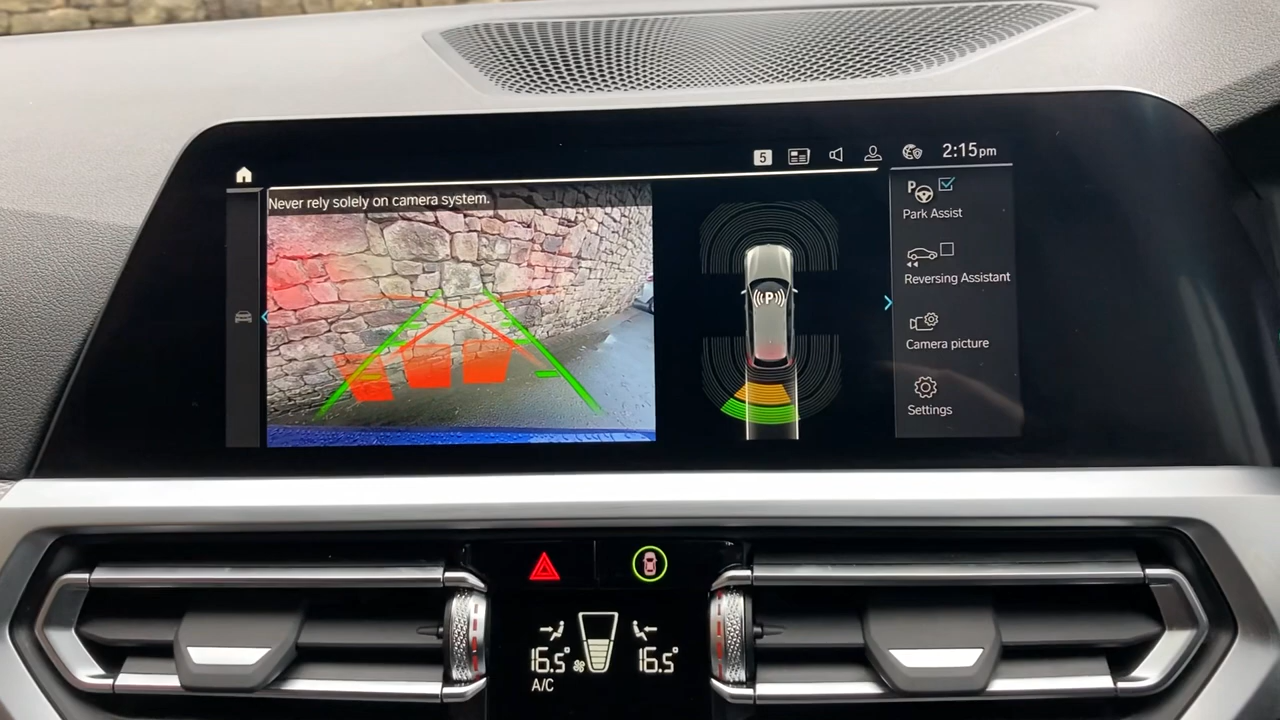 5
2:15pm
Never rely solely on camera system.
P
Park Assist
Reversing Assistant
P
Camera picture
Settings
16.5°
16.5°
A/C